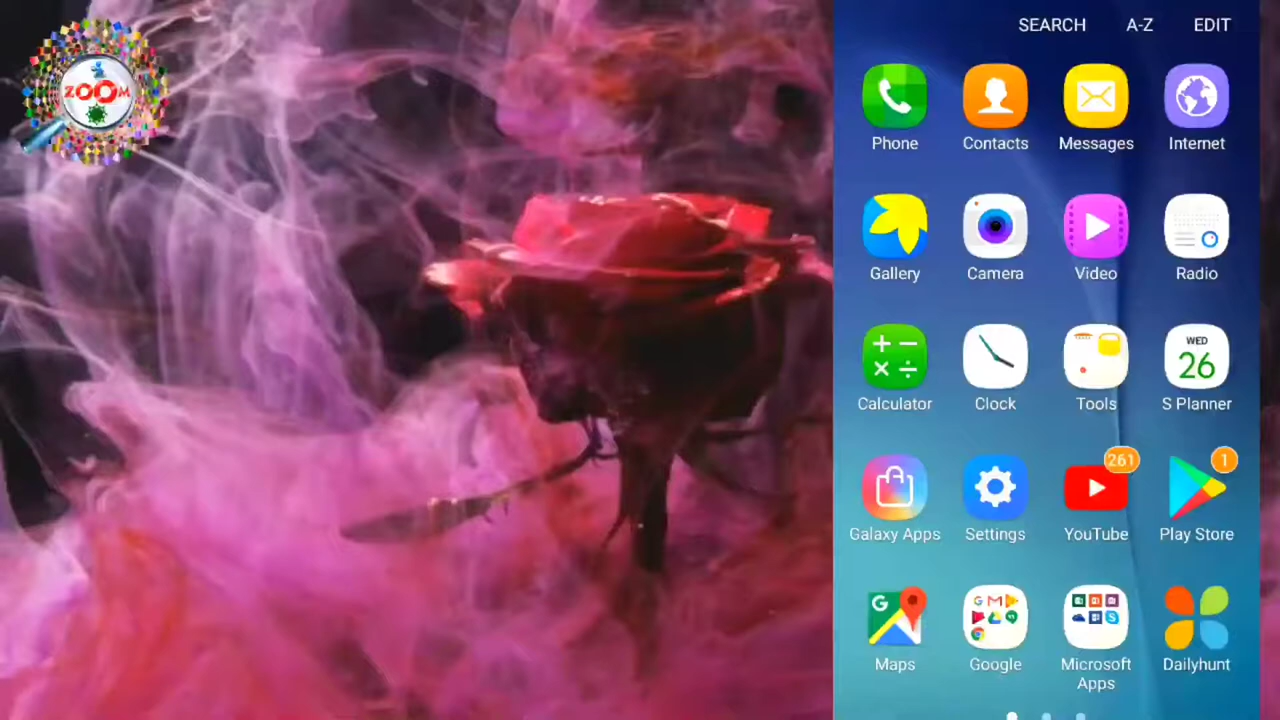 ZOOM
SEARCH A-Z EDIT
Phone Contacts Messages Internet
Gallery Camera Video Radio
WED
26
Calculator Clock Tools S Planner
261 1
Galaxy Apps Settings YouTube Play Store
G G
Maps Google Microsoft Apps Dailyhunt